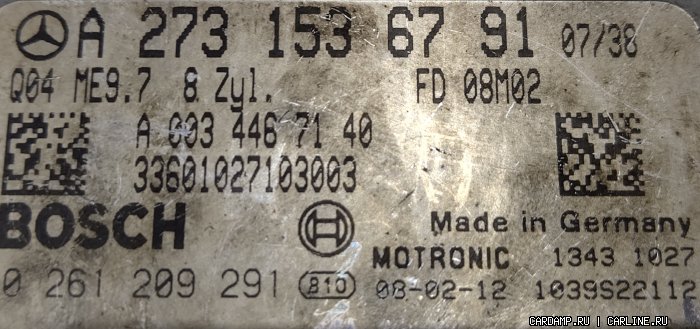 A 273 153 67 91 07/38
Q04 ME9.7 8 Zyl. FD 08M02
A 003 446 71 40
33601027103003
BOSCH Made in Germany
MOTRONIC 1343 1027
0 261 209 291 810 08-02-12 1039S22112
CARDAMP.RU | CARLINE.RU